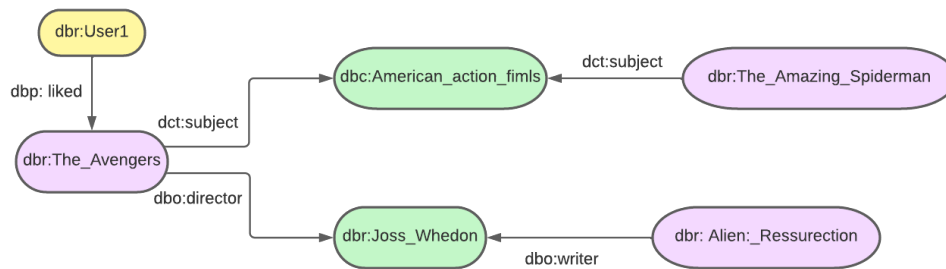 dbr:User1
dbp: liked
dbc:American_action_fimls
dct:subject
dbr:The_Amazing_Spiderman
dct:subject
dbr:The_Avengers
dbo:director
dbr:Joss_Whedon
dbr: Alien:_Ressurection
dbo:writer